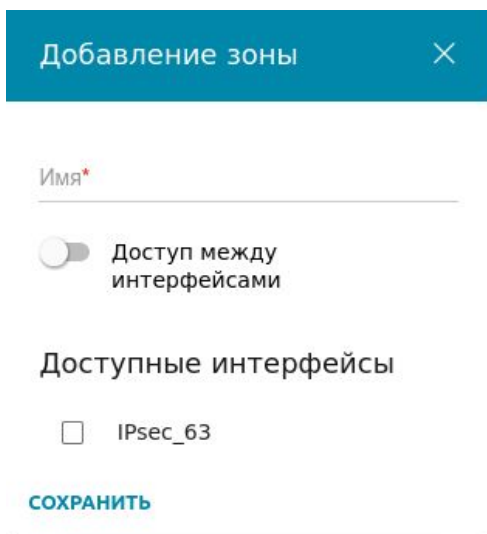 Добавление зоны
Имя*
Доступ между
интерфейсами
Доступные интерфейсы
IPsec_63
СОХРАНИТЬ